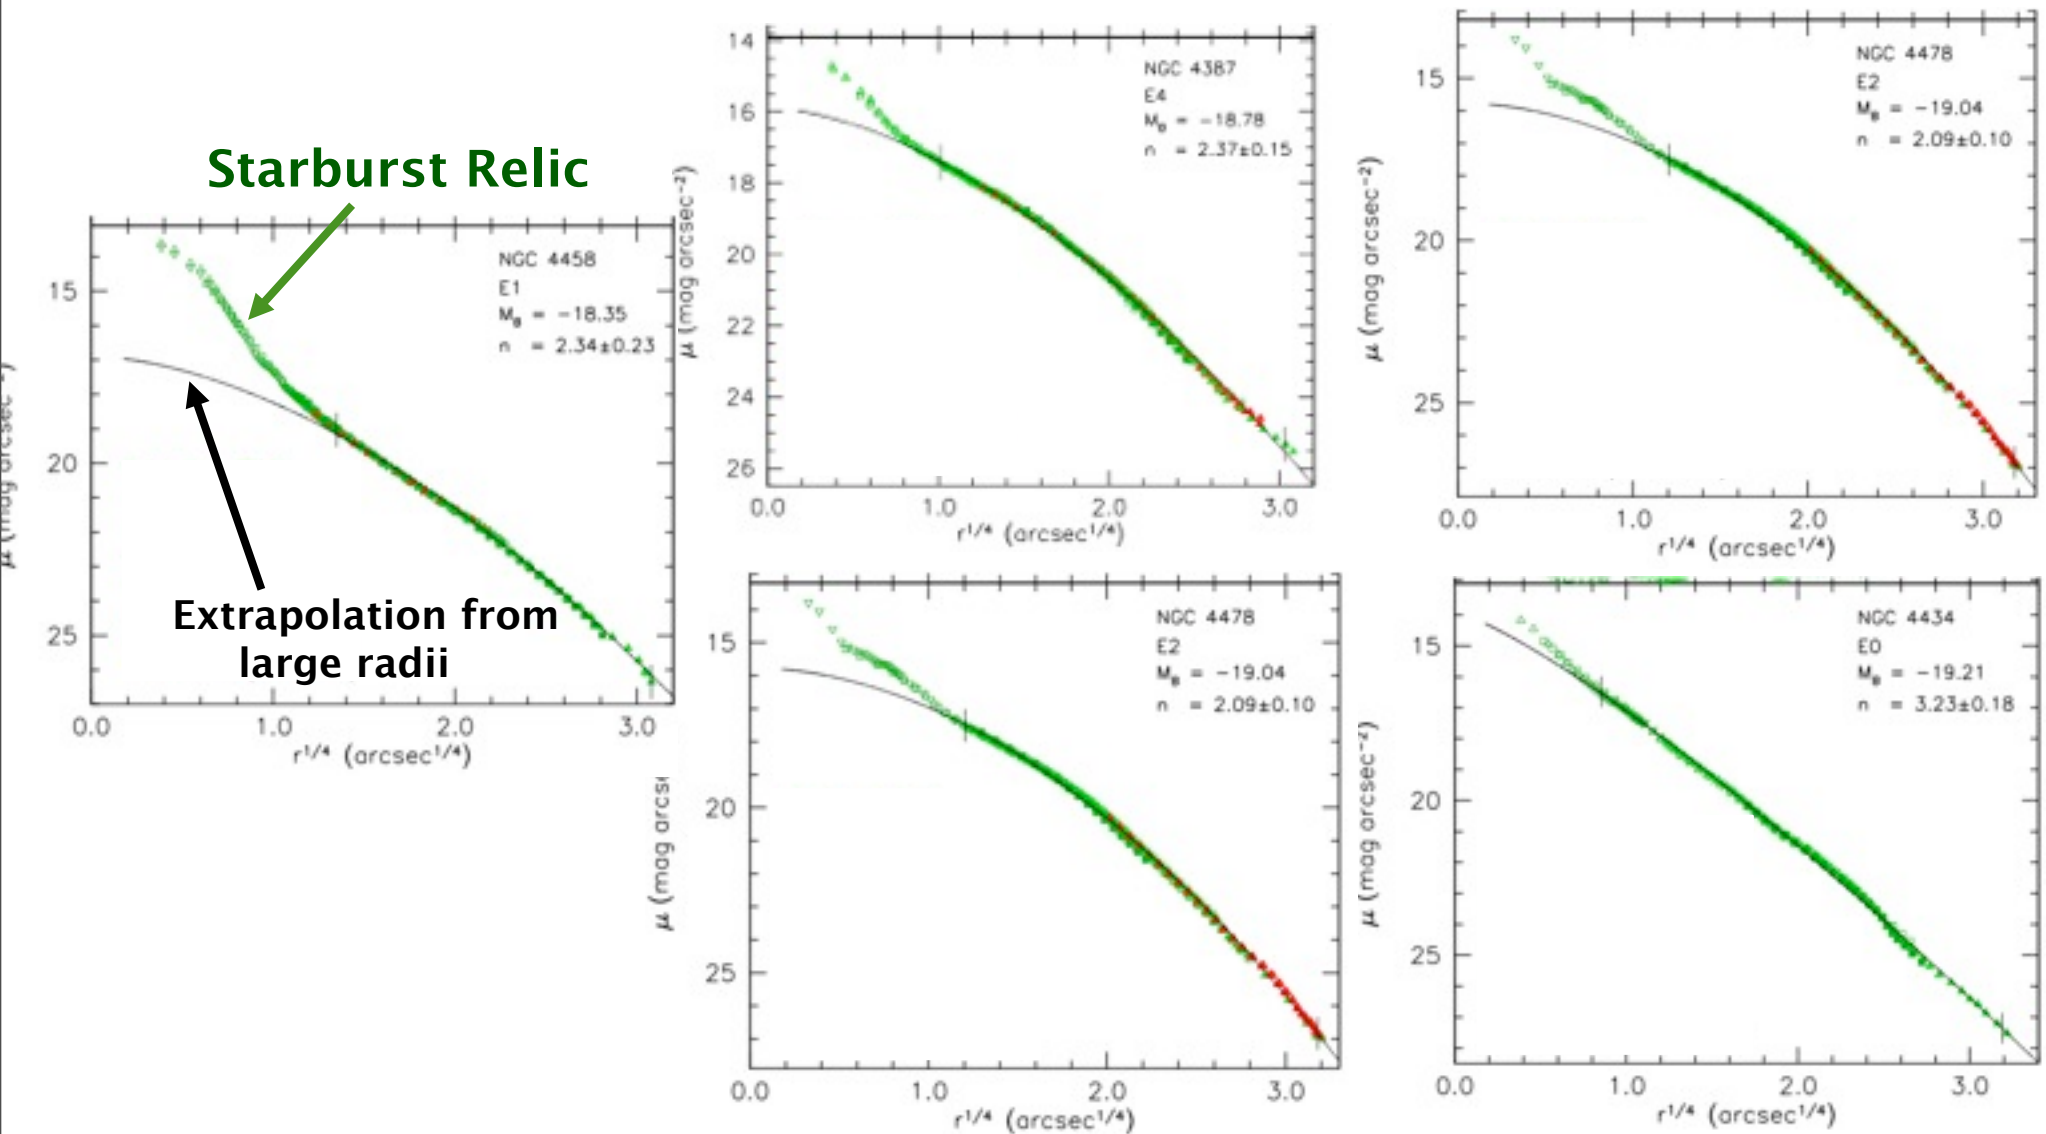 Starburst Relic
Extrapolation from
large radii
NGC 4458
E1
M_B = −18.35
n = 2.34±0.23
15
20
25
0.0 1.0 2.0 3.0
r^1/4 (arcsec^1/4)
14
16
18
20
22
24
26
μ (mag arcsec⁻²)
NGC 4387
E4
M_B = −18.78
n = 2.37±0.15
0.0 1.0 2.0 3.0
r^1/4 (arcsec^1/4)
15
20
25
μ (mag arcsec⁻²)
NGC 4478
E2
M_B = −19.04
n = 2.09±0.10
0.0 1.0 2.0 3.0
r^1/4 (arcsec^1/4)
15
20
25
μ (mag arcs
NGC 4478
E2
M_B = −19.04
n = 2.09±0.10
0.0 1.0 2.0 3.0
r^1/4 (arcsec^1/4)
15
20
25
μ (mag arcsec⁻²)
NGC 4434
E0
M_B = −19.21
n = 3.23±0.18
0.0 1.0 2.0 3.0
r^1/4 (arcsec^1/4)